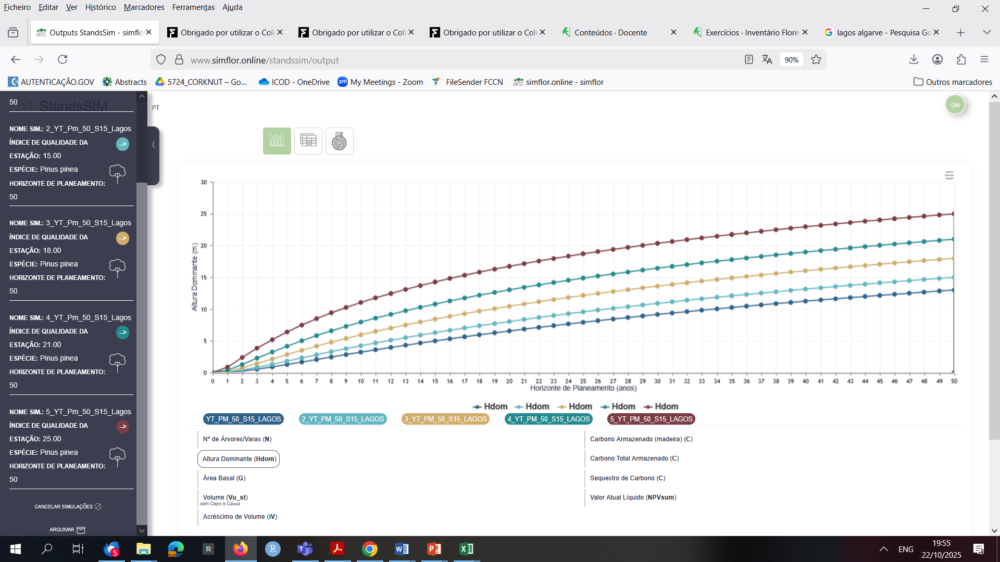 Ficheiro Editar Ver Histórico Marcadores Ferramentas Ajuda
Outputs StandsSim - simflo
Obrigado por utilizar o Coli
Obrigado por utilizar o Coli
Obrigado por utilizar o Coli
Conteúdos · Docente
Exercícios · Inventário Flores
lagos algarve - Pesquisa Go
www.simflor.online/standssim/output
90%
AUTENTICAÇÃO.GOV
Abstracts
5724_CORKNUT – Go...
ICOD - OneDrive
zm My Meetings - Zoom
FileSender FCCN
simflor.online - simflor
Outros marcadores
StandsSIM
EN PT
ON
50
NOME SIM.: 2_YT_Pm_50_S15_Lagos
ÍNDICE DE QUALIDADE DA
ESTAÇÃO: 15.00
-->
ESPÉCIE: Pinus pinea
HORIZONTE DE PLANEAMENTO:
50
NOME SIM.: 3_YT_Pm_50_S15_Lagos
ÍNDICE DE QUALIDADE DA
ESTAÇÃO: 18.00
-->
ESPÉCIE: Pinus pinea
HORIZONTE DE PLANEAMENTO:
50
NOME SIM.: 4_YT_Pm_50_S15_Lagos
ÍNDICE DE QUALIDADE DA
ESTAÇÃO: 21.00
-->
ESPÉCIE: Pinus pinea
HORIZONTE DE PLANEAMENTO:
50
NOME SIM.: 5_YT_Pm_50_S15_Lagos
ÍNDICE DE QUALIDADE DA
ESTAÇÃO: 25.00
-->
ESPÉCIE: Pinus pinea
HORIZONTE DE PLANEAMENTO:
50
CANCELAR SIMULAÇÕES
ARQUIVAR
Altura Dominante (m)
30
25
20
15
10
5
0
0 1 2 3 4 5 6 7 8 9 10 11 12 13 14 15 16 17 18 19 20 21 22 23 24 25 26 27 28 29 30 31 32 33 34 35 36 37 38 39 40 41 42 43 44 45 46 47 48 49 50
Horizonte de Planeamento (anos)
Hdom Hdom Hdom Hdom Hdom
YT_PM_50_S15_LAGOS 2_YT_PM_50_S15_LAGOS 3_YT_PM_50_S15_LAGOS 4_YT_PM_50_S15_LAGOS 5_YT_PM_50_S15_LAGOS
Nº de Árvores/Varas (N)
Altura Dominante (Hdom)
Área Basal (G)
Volume (Vu_st)
sem Cepo e Casca
Acréscimo de Volume (iV)
Carbono Armazenado (madeira) (C)
Carbono Total Armazenado (C)
Sequestro de Carbono (C)
Valor Atual Líquido (NPVsum)
5
R
R
ENG
19:55
22/10/2025